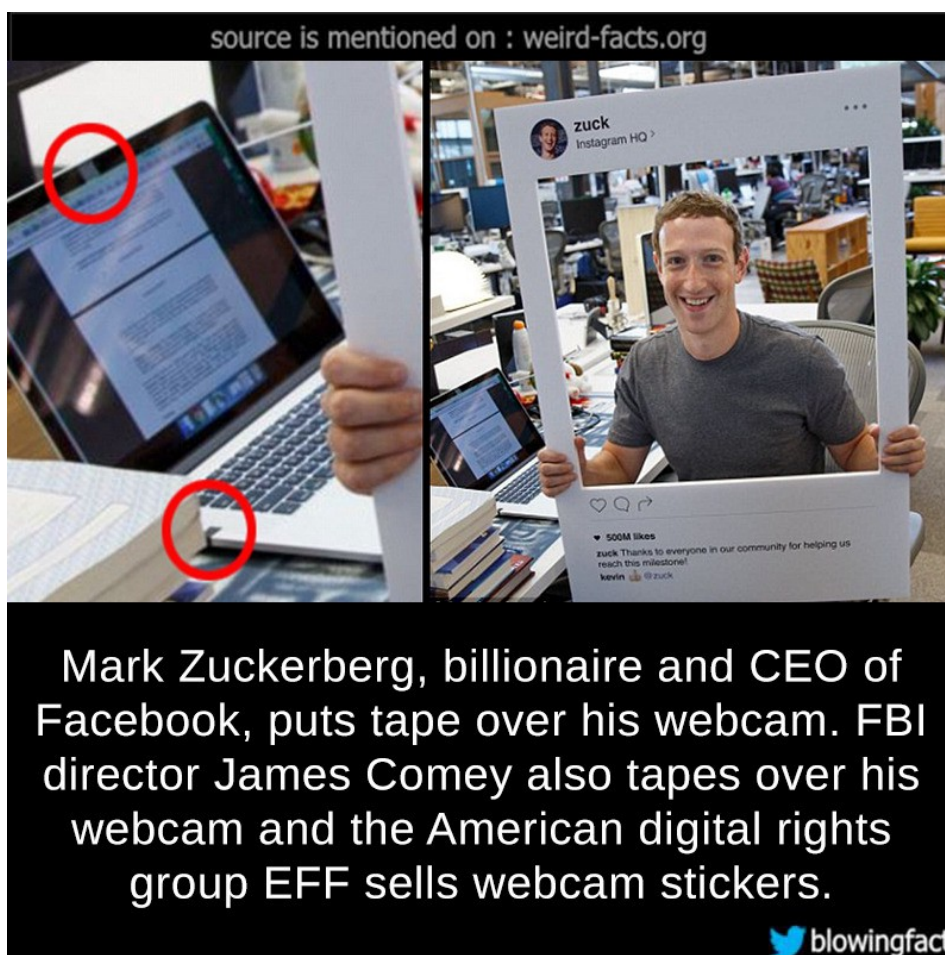 source is mentioned on : weird-facts.org
zuck
Instagram HQ >
500M likes
zuck Thanks to everyone in our community for helping us
reach this milestone!
kevin 👍 @zuck
Mark Zuckerberg, billionaire and CEO of
Facebook, puts tape over his webcam. FBI
director James Comey also tapes over his
webcam and the American digital rights
group EFF sells webcam stickers.
blowingfact